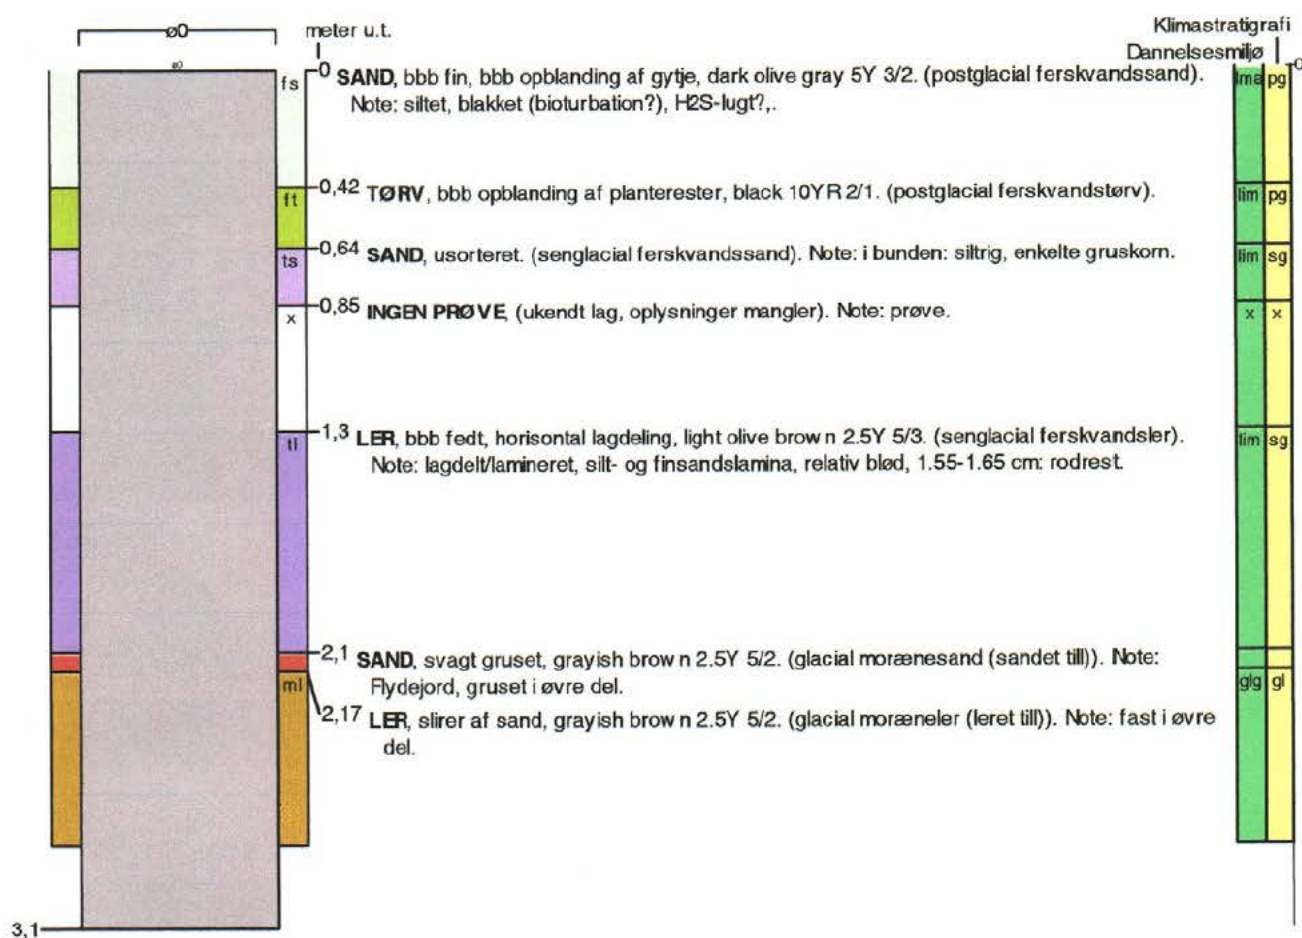 ø0
meter u.t.
Klimastratigrafi
Dannelsesmiljø
ø0
fs
0 SAND, bbb fin, bbb opblanding af gytje, dark olive gray 5Y 3/2. (postglacial ferskvandssand).
Note: siltet, blakket (bioturbation?), H2S-lugt?,.
lma pg
0
ft
0,42 TØRV, bbb opblanding af planterester, black 10YR 2/1. (postglacial ferskvandstørv).
lim pg
ts
0,64 SAND, usorteret. (senglacial ferskvandssand). Note: i bunden: siltrig, enkelte gruskorn.
lim sg
x
0,85 INGEN PRØVE, (ukendt lag, oplysninger mangler). Note: prøve.
x x
tl
1,3 LER, bbb fedt, horisontal lagdeling, light olive brown 2.5Y 5/3. (senglacial ferskvandsler).
Note: lagdelt/lamineret, silt- og finsandslamina, relativ blød, 1.55-1.65 cm: rodrest.
lim sg
2,1 SAND, svagt gruset, grayish brown 2.5Y 5/2. (glacial morænesand (sandet till)). Note:
Flydejord, gruset i øvre del.
ml
glg gl
2,17 LER, slirer af sand, grayish brown 2.5Y 5/2. (glacial moræneler (leret till)). Note: fast i øvre
del.
3,1